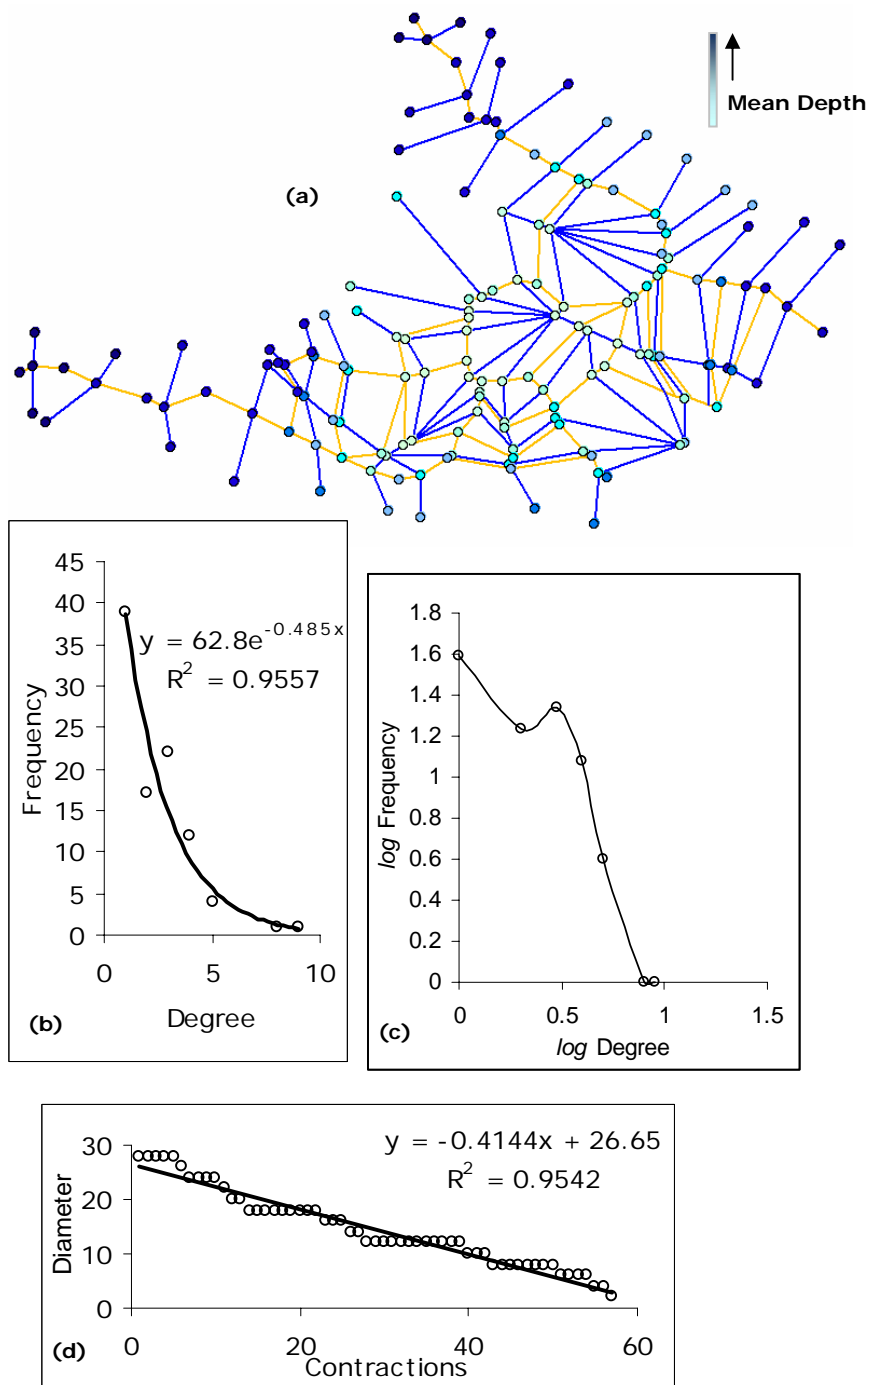 Mean Depth
(a)
45
40
35
30
25
20
15
10
5
0
0 5 10
Frequency
Degree
y = 62.8e^-0.485x
R² = 0.9557
(b)
1.8
1.6
1.4
1.2
1
0.8
0.6
0.4
0.2
0
0 0.5 1 1.5
log Frequency
log Degree
(c)
30
20
10
0
0 20 40 60
Diameter
Contractions
y = -0.4144x + 26.65
R² = 0.9542
(d)